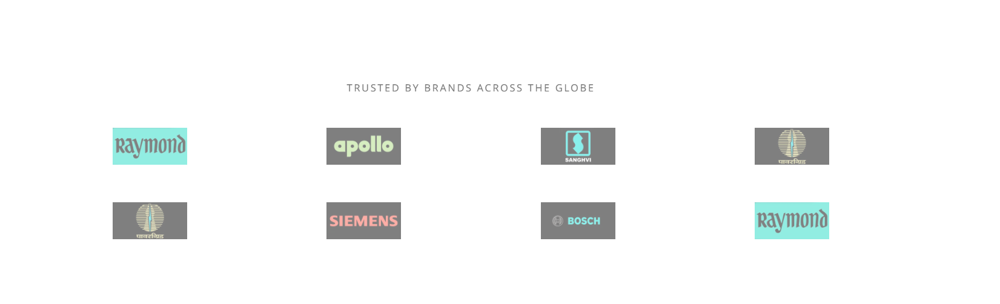 TRUSTED BY BRANDS ACROSS THE GLOBE
Raymond
apollo
SANGHVI
पावरग्रिड
पावरग्रिड
SIEMENS
BOSCH
Raymond